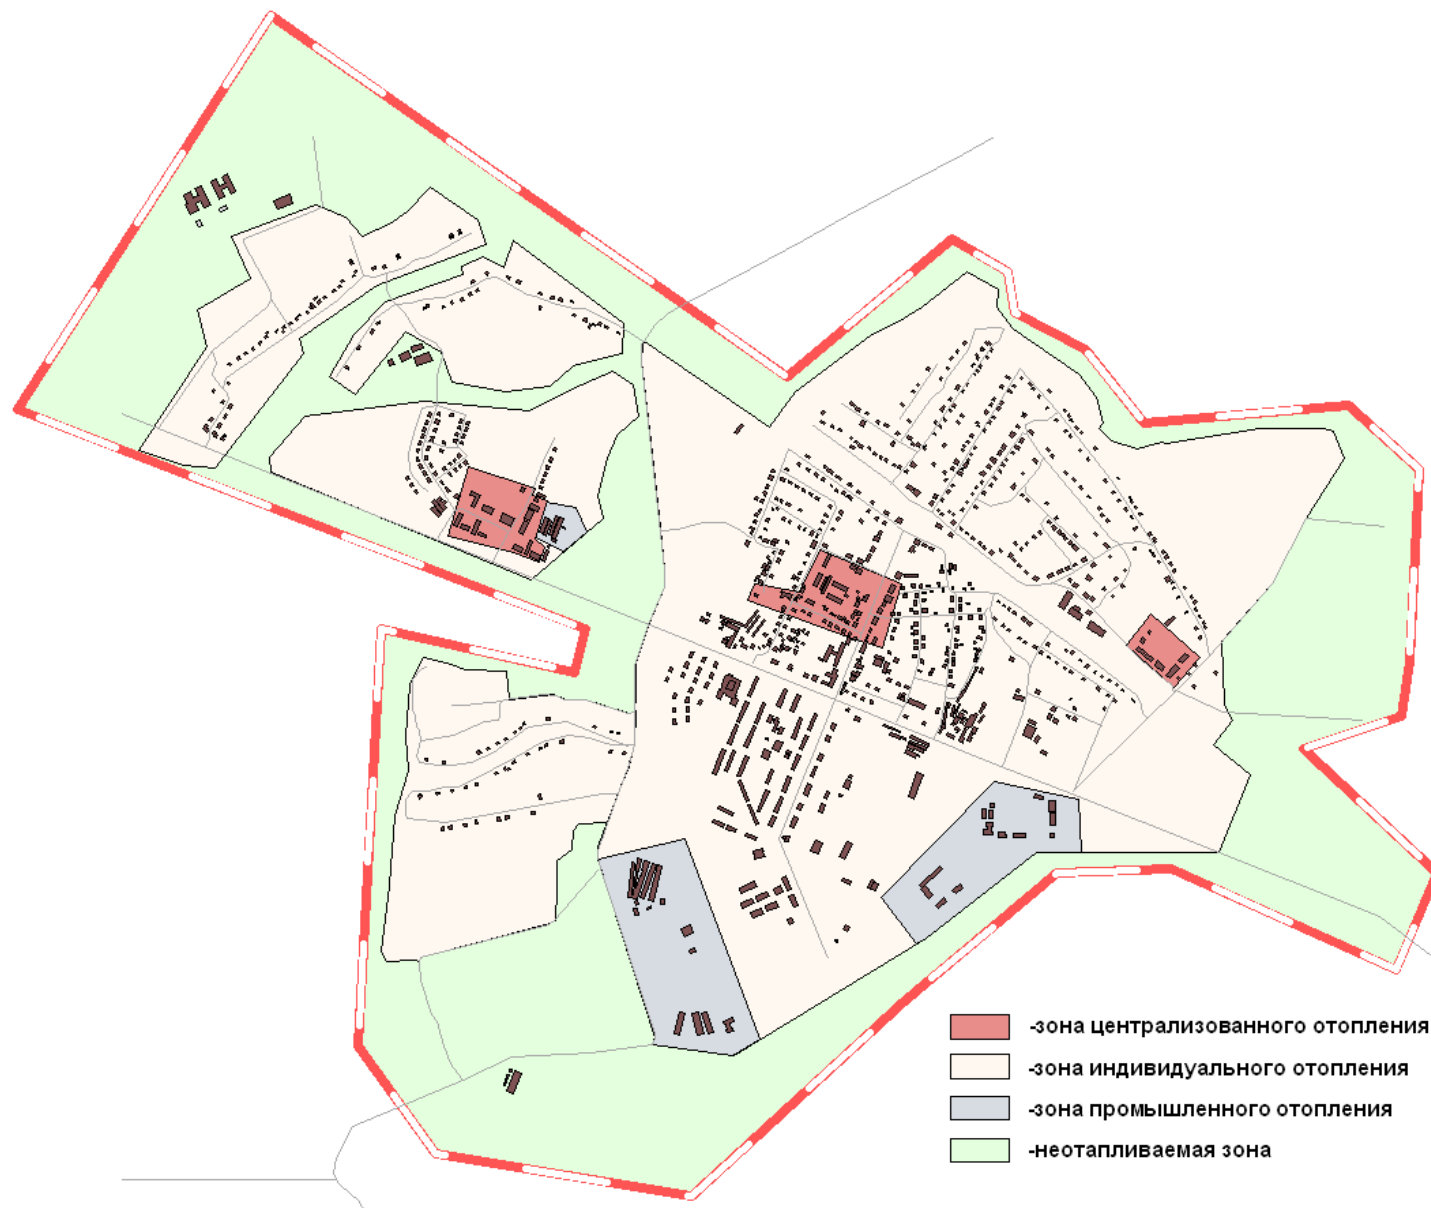 -зона централизованного отопления
-зона индивидуального отопления
-зона промышленного отопления
-неотапливаемая зона